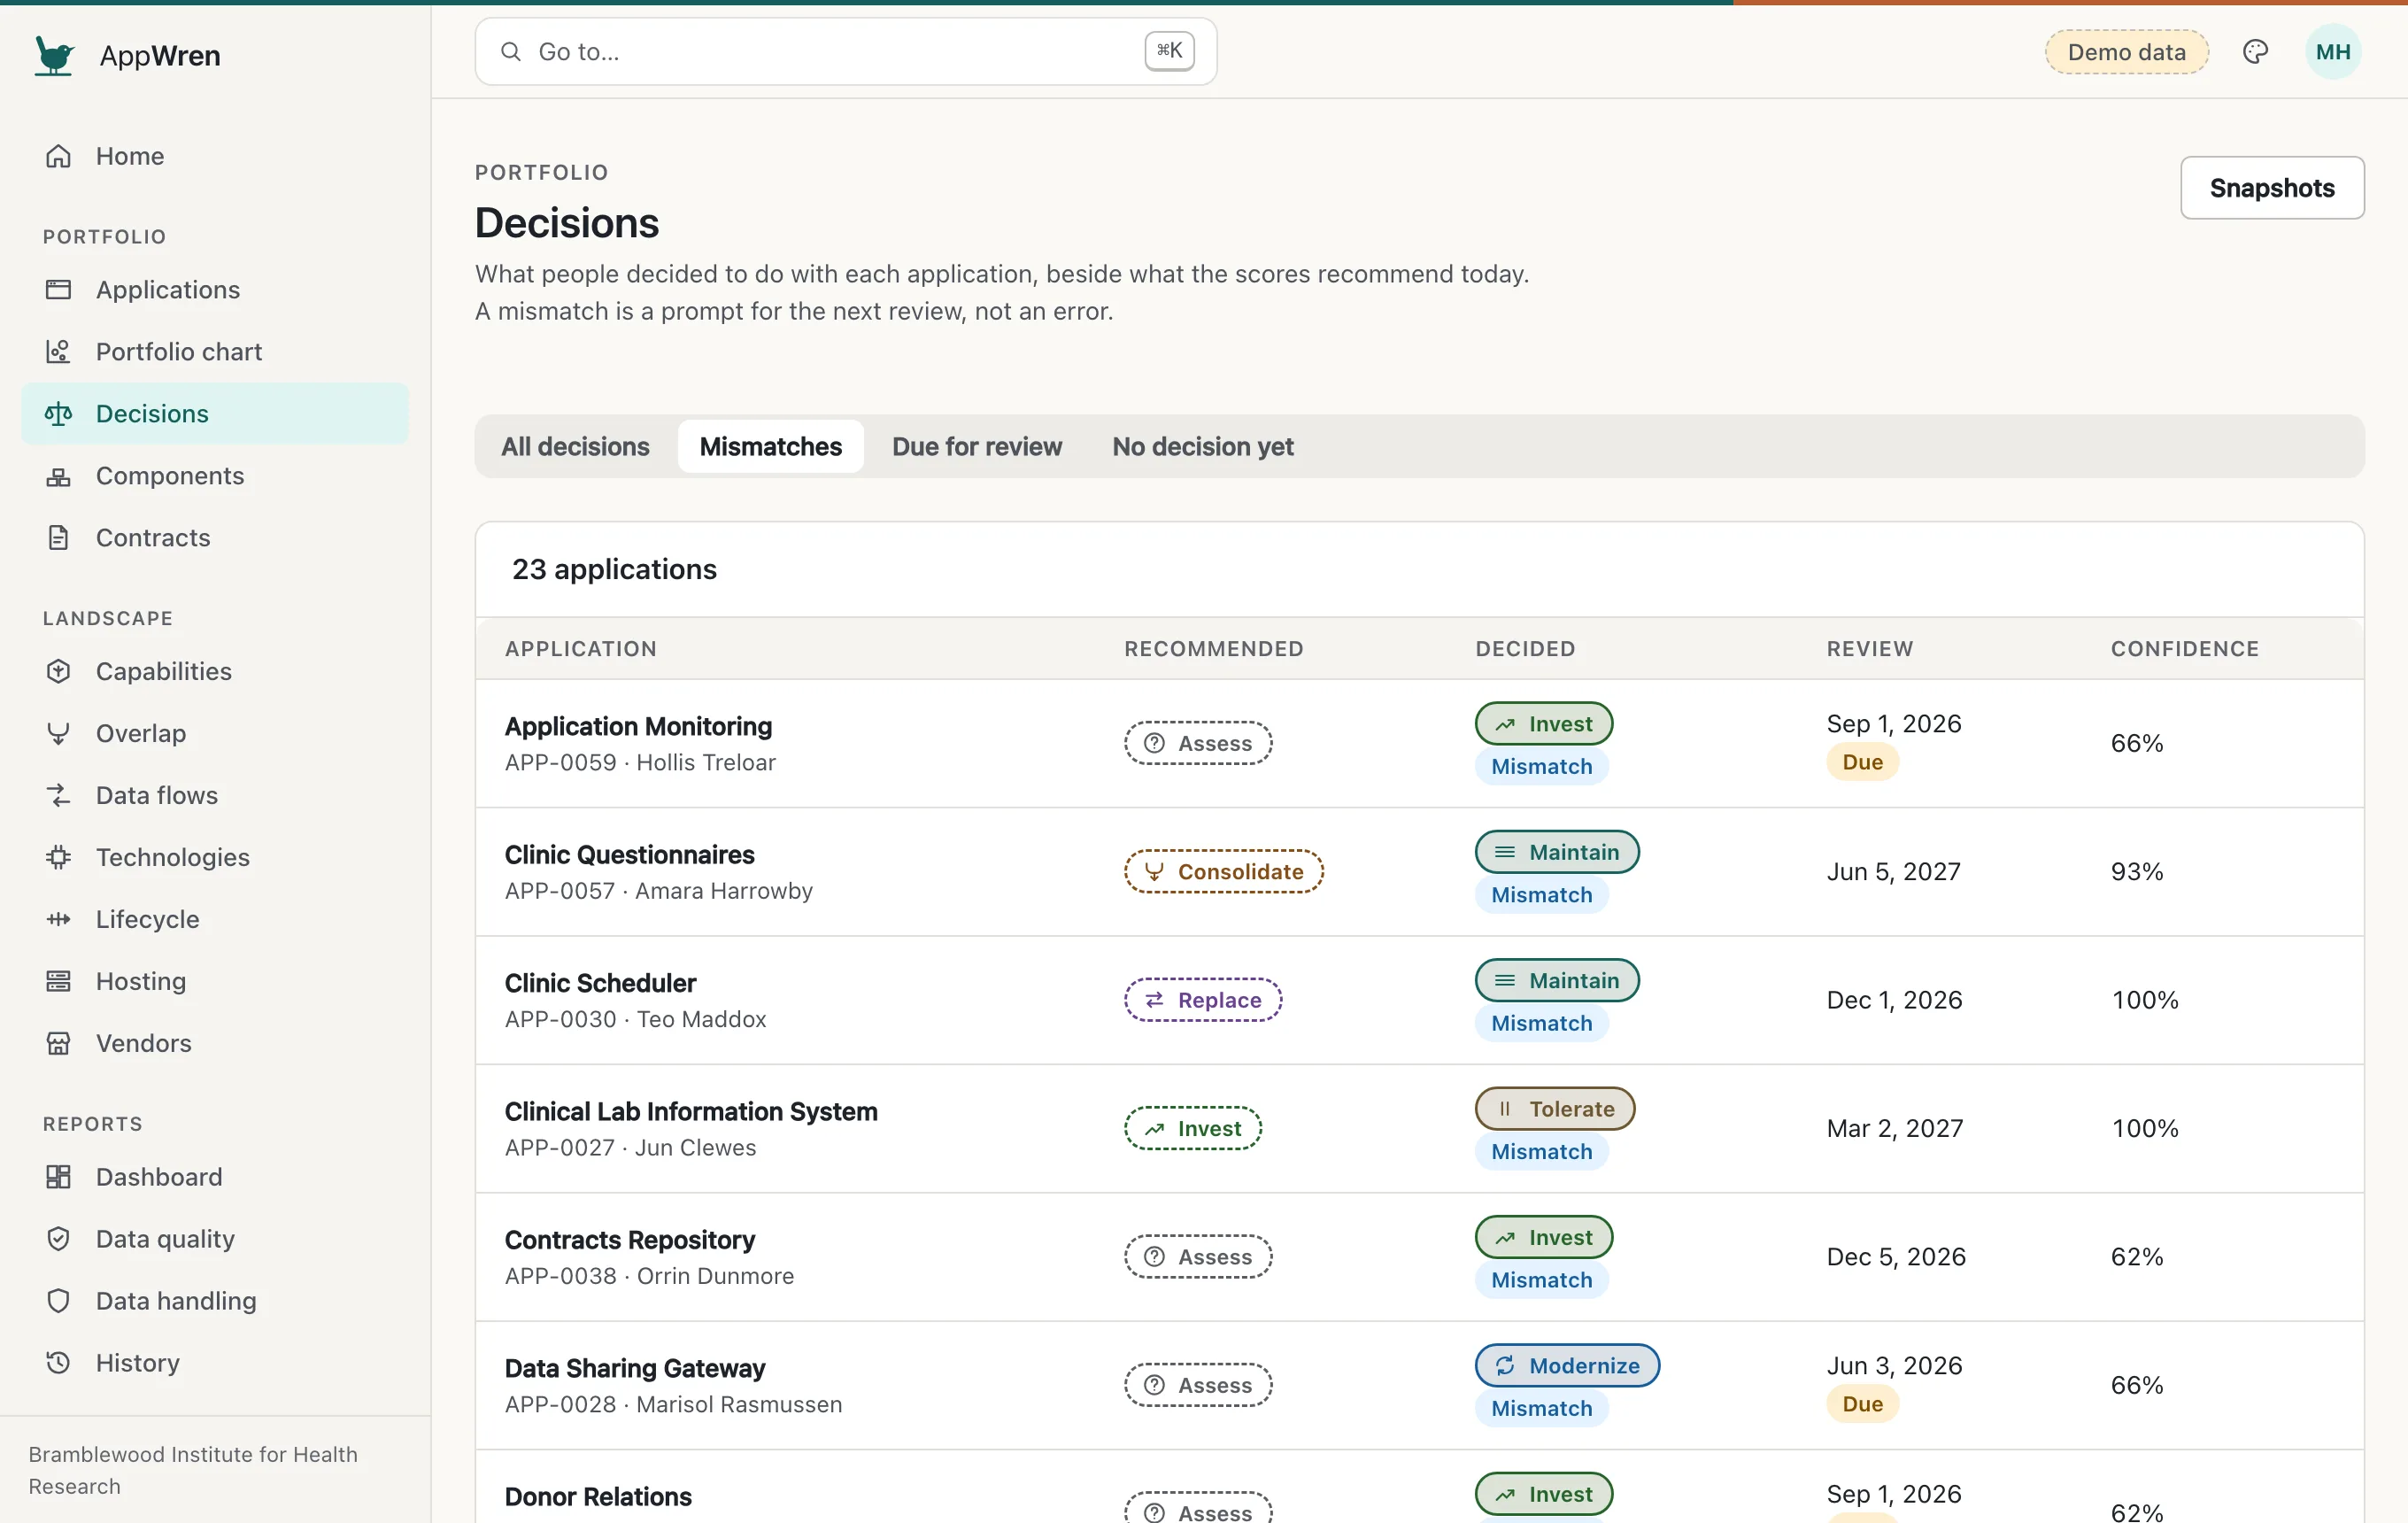 AppWren
Go to...
⌘K
Demo data
MH
Home
PORTFOLIO
Applications
Portfolio chart
Decisions
Components
Contracts
LANDSCAPE
Capabilities
Overlap
Data flows
Technologies
Lifecycle
Hosting
Vendors
REPORTS
Dashboard
Data quality
Data handling
History
Bramblewood Institute for Health
Research
PORTFOLIO
Decisions
What people decided to do with each application, beside what the scores recommend today.
A mismatch is a prompt for the next review, not an error.
Snapshots
All decisions Mismatches Due for review No decision yet
23 applications
APPLICATION RECOMMENDED DECIDED REVIEW CONFIDENCE
Application Monitoring
APP-0059 · Hollis Treloar
Assess
Invest
Mismatch
Sep 1, 2026
Due
66%
Clinic Questionnaires
APP-0057 · Amara Harrowby
Consolidate
Maintain
Mismatch
Jun 5, 2027
93%
Clinic Scheduler
APP-0030 · Teo Maddox
Replace
Maintain
Mismatch
Dec 1, 2026
100%
Clinical Lab Information System
APP-0027 · Jun Clewes
Invest
Tolerate
Mismatch
Mar 2, 2027
100%
Contracts Repository
APP-0038 · Orrin Dunmore
Assess
Invest
Mismatch
Dec 5, 2026
62%
Data Sharing Gateway
APP-0028 · Marisol Rasmussen
Assess
Modernize
Mismatch
Jun 3, 2026
Due
66%
Donor Relations
Assess
Invest
Sep 1, 2026
62%